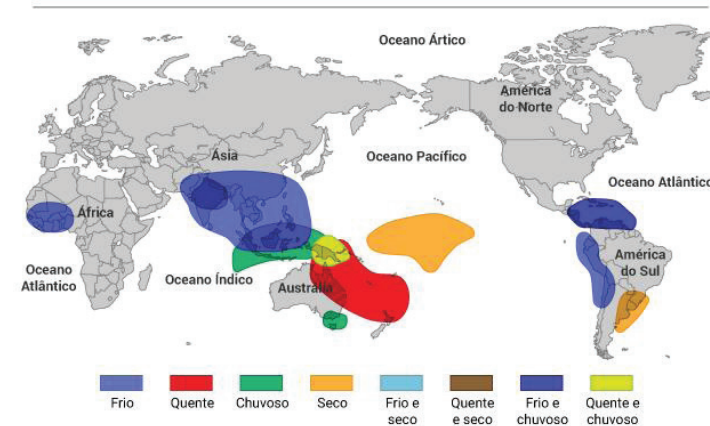 Oceano Ártico
América
do Norte
Ásia
Oceano Pacífico
Oceano Atlântico
África
América
do Sul
Oceano
Atlântico
Oceano Índico
Austrália
Frio
Quente
Chuvoso
Seco
Frio e
seco
Quente
e seco
Frio e
chuvoso
Quente e
chuvoso